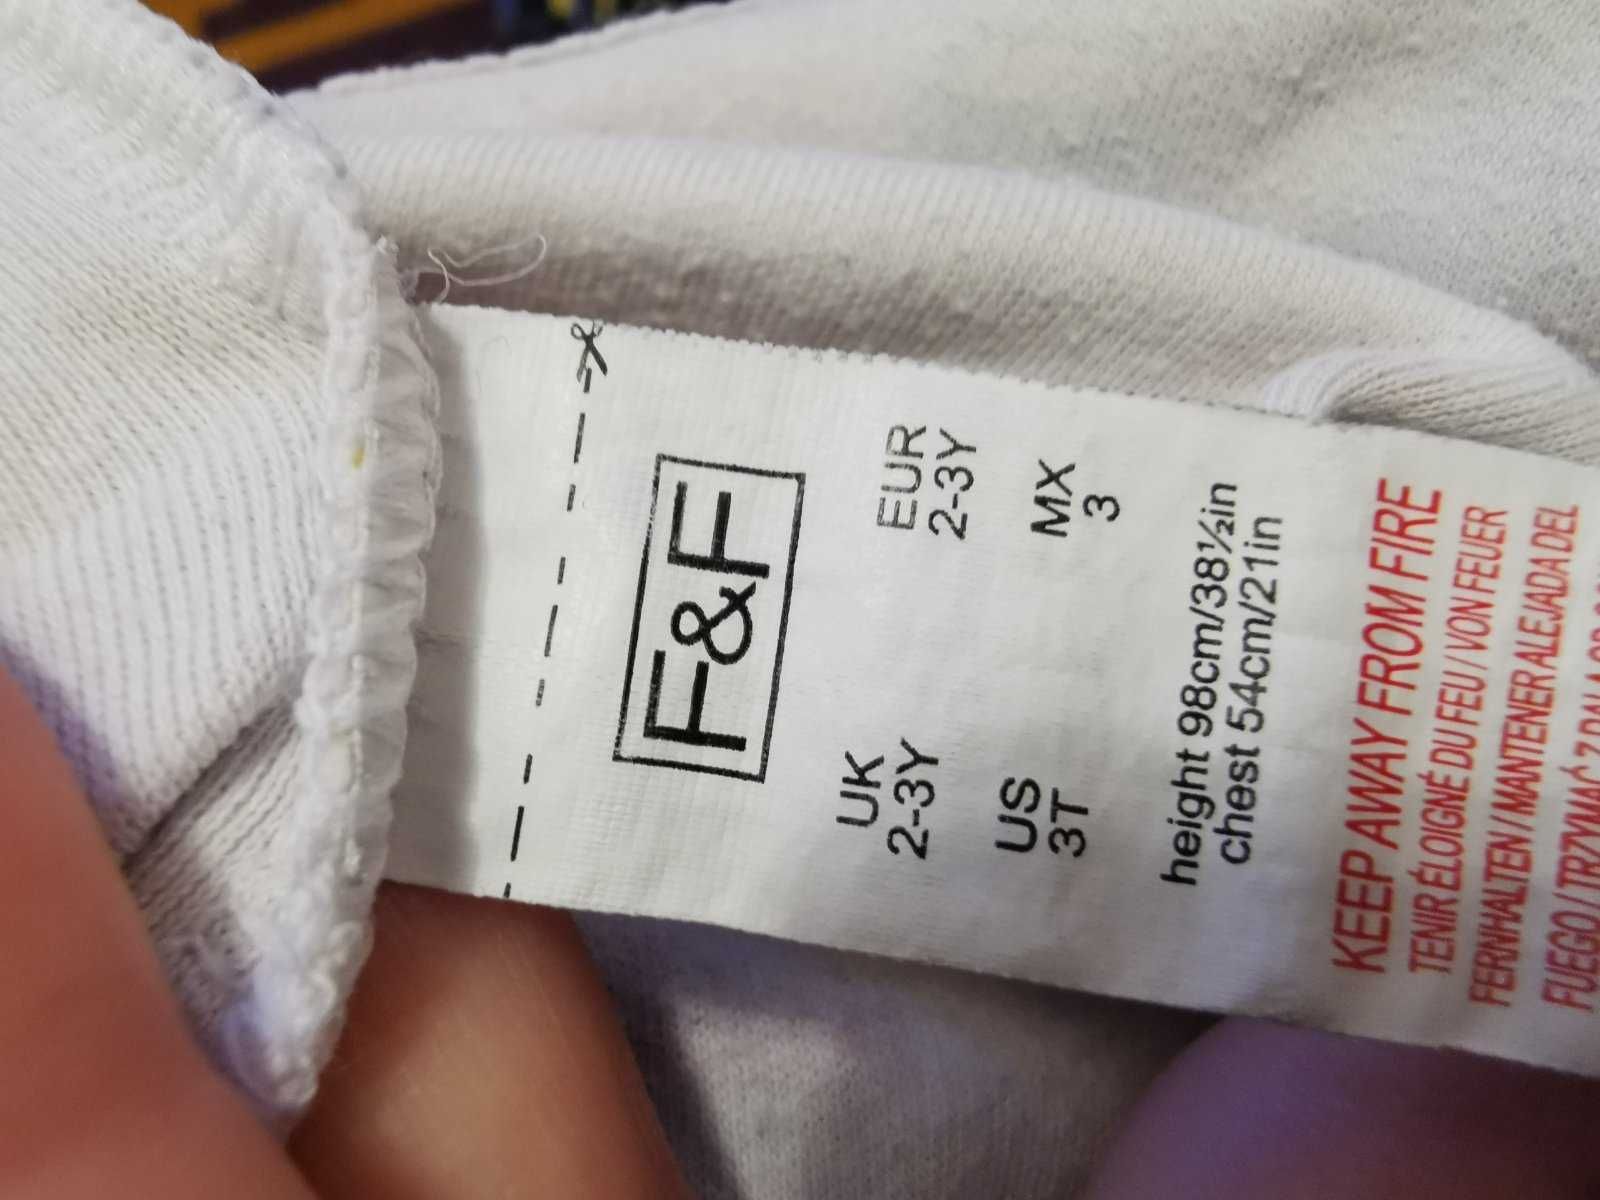 F&F
UK EUR
2-3Y 2-3Y
US MX
3T 3
height 98cm/38½in
chest 54cm/21in
KEEP AWAY FROM FIRE
TENIR ÉLOIGNÉ DU FEU / VON FEUER
FERNHALTEN / MANTENER ALEJADA DEL
FUEGO / TRZYMAĆ Z